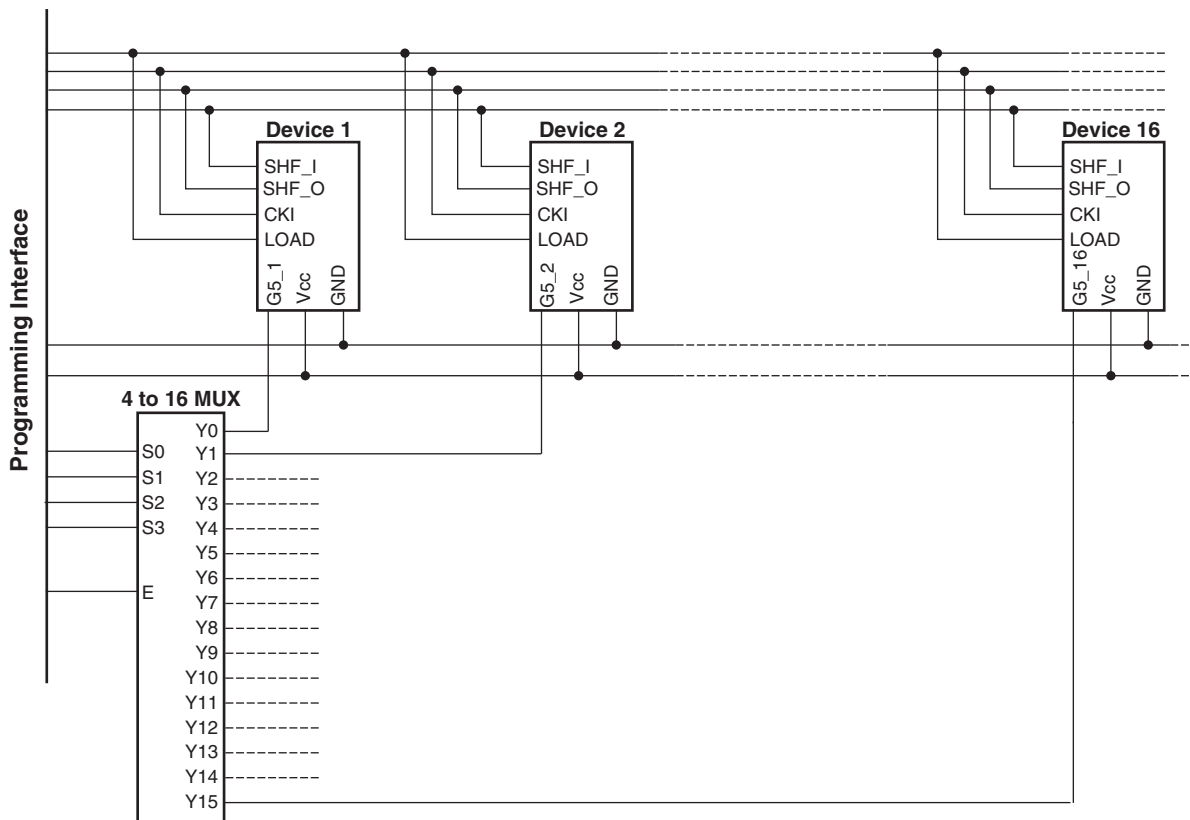 Programming Interface
Device 1
SHF_I
SHF_O
CKI
LOAD
G5_1
Vcc
GND
Device 2
SHF_I
SHF_O
CKI
LOAD
G5_2
Vcc
GND
Device 16
SHF_I
SHF_O
CKI
LOAD
G5_16
Vcc
GND
4 to 16 MUX
S0
S1
S2
S3
E
Y0
Y1
Y2
Y3
Y4
Y5
Y6
Y7
Y8
Y9
Y10
Y11
Y12
Y13
Y14
Y15